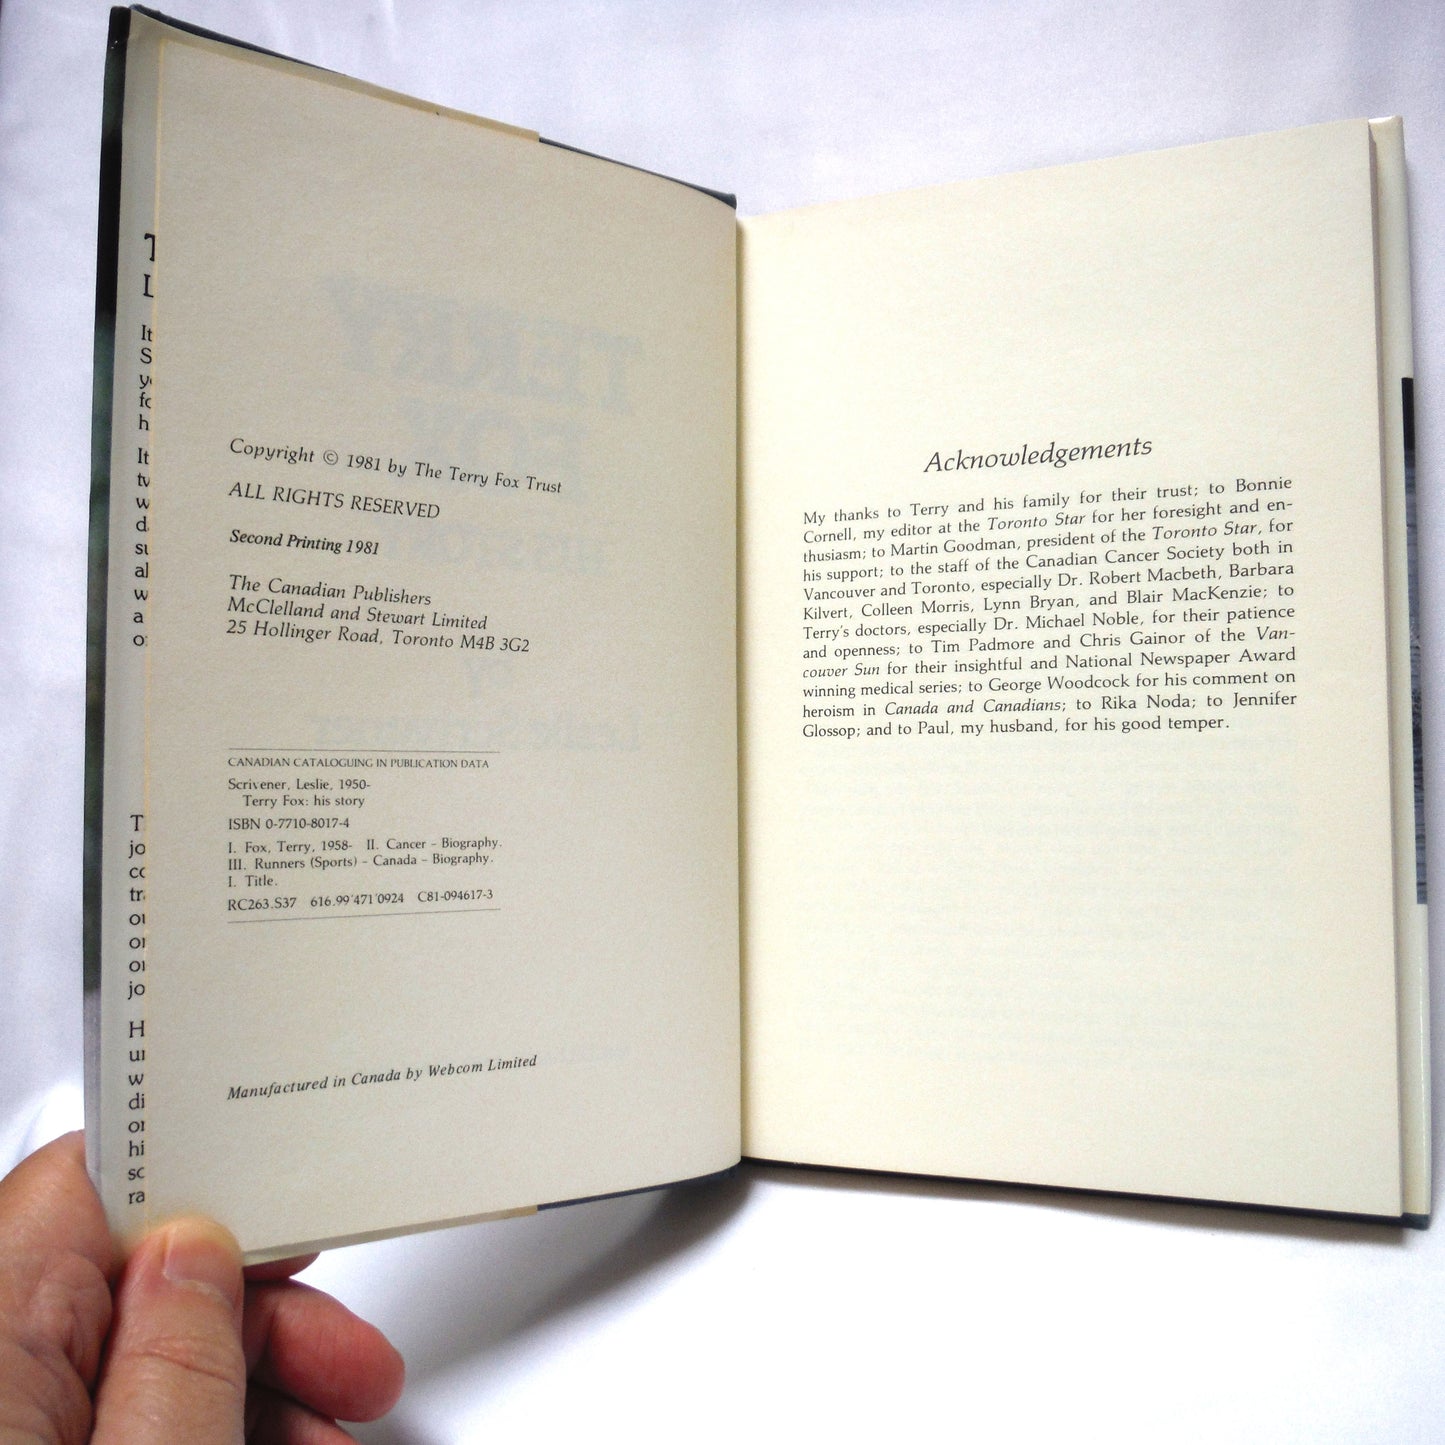 Copyright © 1981 by The Terry Fox Trust
ALL RIGHTS RESERVED
Second Printing 1981
The Canadian Publishers
McClelland and Stewart Limited
25 Hollinger Road, Toronto M4B 3G2
CANADIAN CATALOGUING IN PUBLICATION DATA
Scrivener, Leslie, 1950-
Terry Fox: his story
ISBN 0-7710-8017-4
I. Fox, Terry, 1958- II. Cancer – Biography.
III. Runners (Sports) – Canada – Biography.
I. Title.
RC263.S37 616.99'471'0924 C81-094617-3
Manufactured in Canada by Webcom Limited
Acknowledgements
My thanks to Terry and his family for their trust; to Bonnie
Cornell, my editor at the Toronto Star for her foresight and en-
thusiasm; to Martin Goodman, president of the Toronto Star, for
his support; to the staff of the Canadian Cancer Society both in
Vancouver and Toronto, especially Dr. Robert Macbeth, Barbara
Kilvert, Colleen Morris, Lynn Bryan, and Blair MacKenzie; to
Terry's doctors, especially Dr. Michael Noble, for their patience
and openness; to Tim Padmore and Chris Gainor of the Van-
couver Sun for their insightful and National Newspaper Award
winning medical series; to George Woodcock for his comment on
heroism in Canada and Canadians; to Rika Noda; to Jennifer
Glossop; and to Paul, my husband, for his good temper.